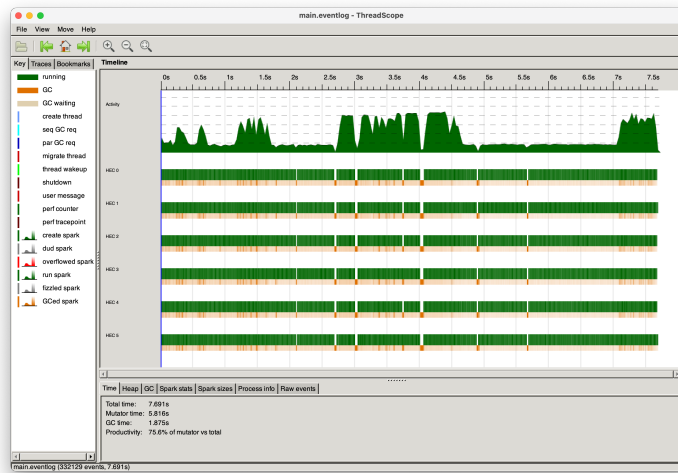 main.eventlog - ThreadScope
File View Move Help
Key Traces Bookmarks
running
GC
GC waiting
create thread
seq GC req
par GC req
migrate thread
thread wakeup
shutdown
user message
perf counter
perf tracepoint
create spark
dud spark
overflowed spark
run spark
fizzled spark
GCed spark
Timeline
0s 0.5s 1s 1.5s 2s 2.5s 3s 3.5s 4s 4.5s 5s 5.5s 6s 6.5s 7s 7.5s
Activity
HEC 0
HEC 1
HEC 2
HEC 3
HEC 4
HEC 5
Time Heap GC Spark stats Spark sizes Process info Raw events
Total time: 7.691s
Mutator time: 5.816s
GC time: 1.875s
Productivity: 75.6% of mutator vs total
main.eventlog (332129 events, 7.691s)